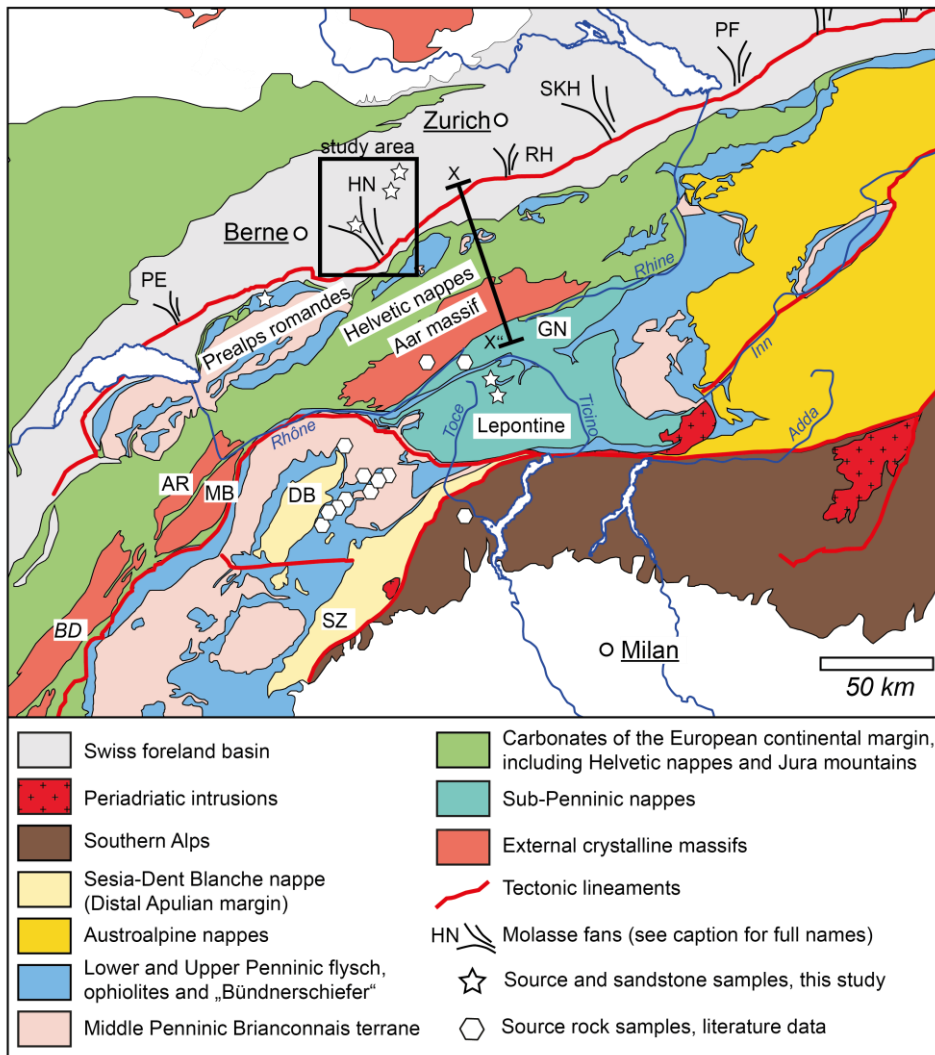 PF
SKH
Zurich
RH
study area
X
HN
Berne
PE
Rhine
Prealps romandes
Helvetic nappes
Aar massif
GN
X“
Inn
Toce
Ticino
Lepontine
Adda
Rhône
AR
MB
DB
SZ
BD
Milan
50 km
Swiss foreland basin
Periadriatic intrusions
Southern Alps
Sesia-Dent Blanche nappe
(Distal Apulian margin)
Austroalpine nappes
Lower and Upper Penninic flysch,
ophiolites and „Bündnerschiefer“
Middle Penninic Brianconnais terrane
Carbonates of the European continental margin,
including Helvetic nappes and Jura mountains
Sub-Penninic nappes
External crystalline massifs
Tectonic lineaments
HN Molasse fans (see caption for full names)
Source and sandstone samples, this study
Source rock samples, literature data